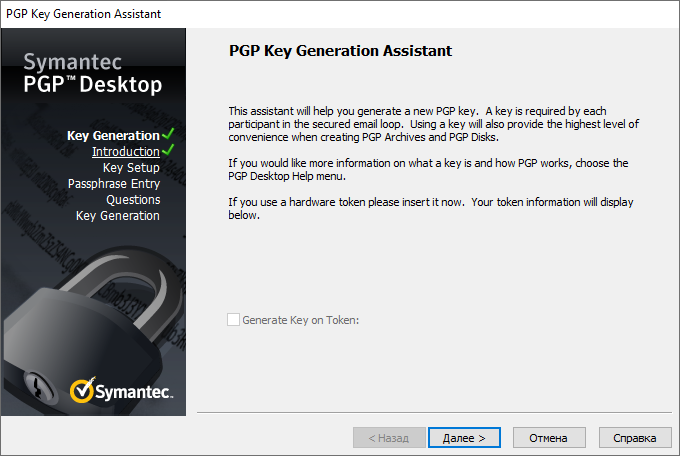 PGP Key Generation Assistant
Symantec
PGP™ Desktop
Key Generation
Introduction
Key Setup
Passphrase Entry
Questions
Key Generation
Symantec.
PGP Key Generation Assistant
This assistant will help you generate a new PGP key. A key is required by each
participant in the secured email loop. Using a key will also provide the highest level of
convenience when creating PGP Archives and PGP Disks.
If you would like more information on what a key is and how PGP works, choose the
PGP Desktop Help menu.
If you use a hardware token please insert it now. Your token information will display
below.
Generate Key on Token:
< Назад
Далее >
Отмена
Справка